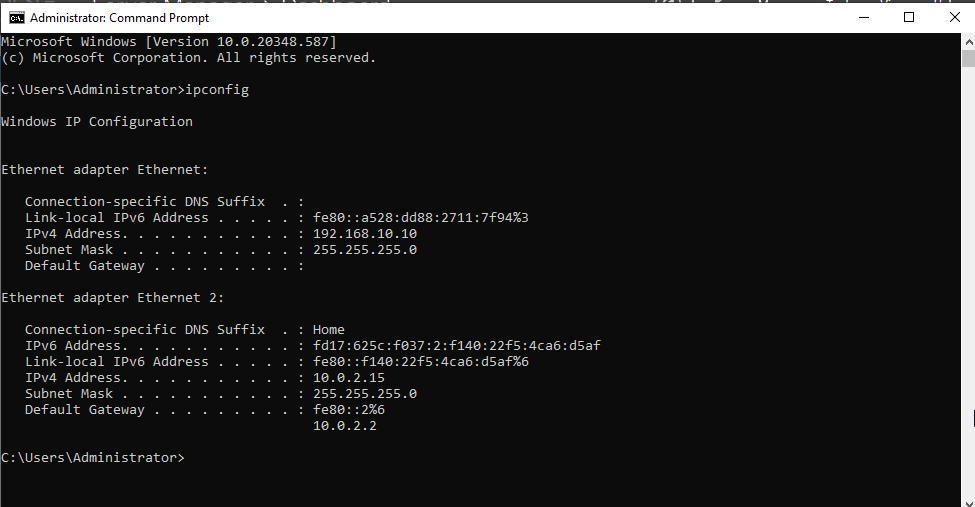 Administrator: Command Prompt
Microsoft Windows [Version 10.0.20348.587]
(c) Microsoft Corporation. All rights reserved.
C:\Users\Administrator>ipconfig
Windows IP Configuration
Ethernet adapter Ethernet:
   Connection-specific DNS Suffix  . :
   Link-local IPv6 Address . . . . . : fe80::a528:dd88:2711:7f94%3
   IPv4 Address. . . . . . . . . . . : 192.168.10.10
   Subnet Mask . . . . . . . . . . . : 255.255.255.0
   Default Gateway . . . . . . . . . :
Ethernet adapter Ethernet 2:
   Connection-specific DNS Suffix  . : Home
   IPv6 Address. . . . . . . . . . . : fd17:625c:f037:2:f140:22f5:4ca6:d5af
   Link-local IPv6 Address . . . . . : fe80::f140:22f5:4ca6:d5af%6
   IPv4 Address. . . . . . . . . . . : 10.0.2.15
   Subnet Mask . . . . . . . . . . . : 255.255.255.0
   Default Gateway . . . . . . . . . : fe80::2%6
                                       10.0.2.2
C:\Users\Administrator>